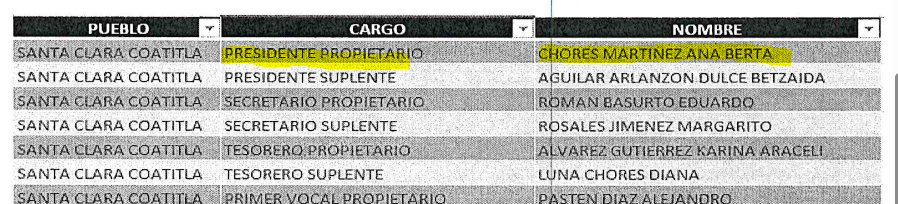 PUEBLO CARGO NOMBRE
SANTA CLARA COATITLA PRESIDENTE PROPIETARIO CHORES MARTINEZ ANA BERTA
SANTA CLARA COATITLA PRESIDENTE SUPLENTE AGUILAR ARLANZON DULCE BETZAIDA
SANTA CLARA COATITLA SECRETARIO PROPIETARIO ROMAN BASURTO EDUARDO
SANTA CLARA COATITLA SECRETARIO SUPLENTE ROSALES JIMENEZ MARGARITO
SANTA CLARA COATITLA TESORERO PROPIETARIO ALVAREZ GUTIERREZ KARINA ARACELI
SANTA CLARA COATITLA TESORERO SUPLENTE LUNA CHORES DIANA
SANTA CLARA COATITLA PRIMER VOCAL PROPIETARIO PASTEN DIAZ ALEJANDRO